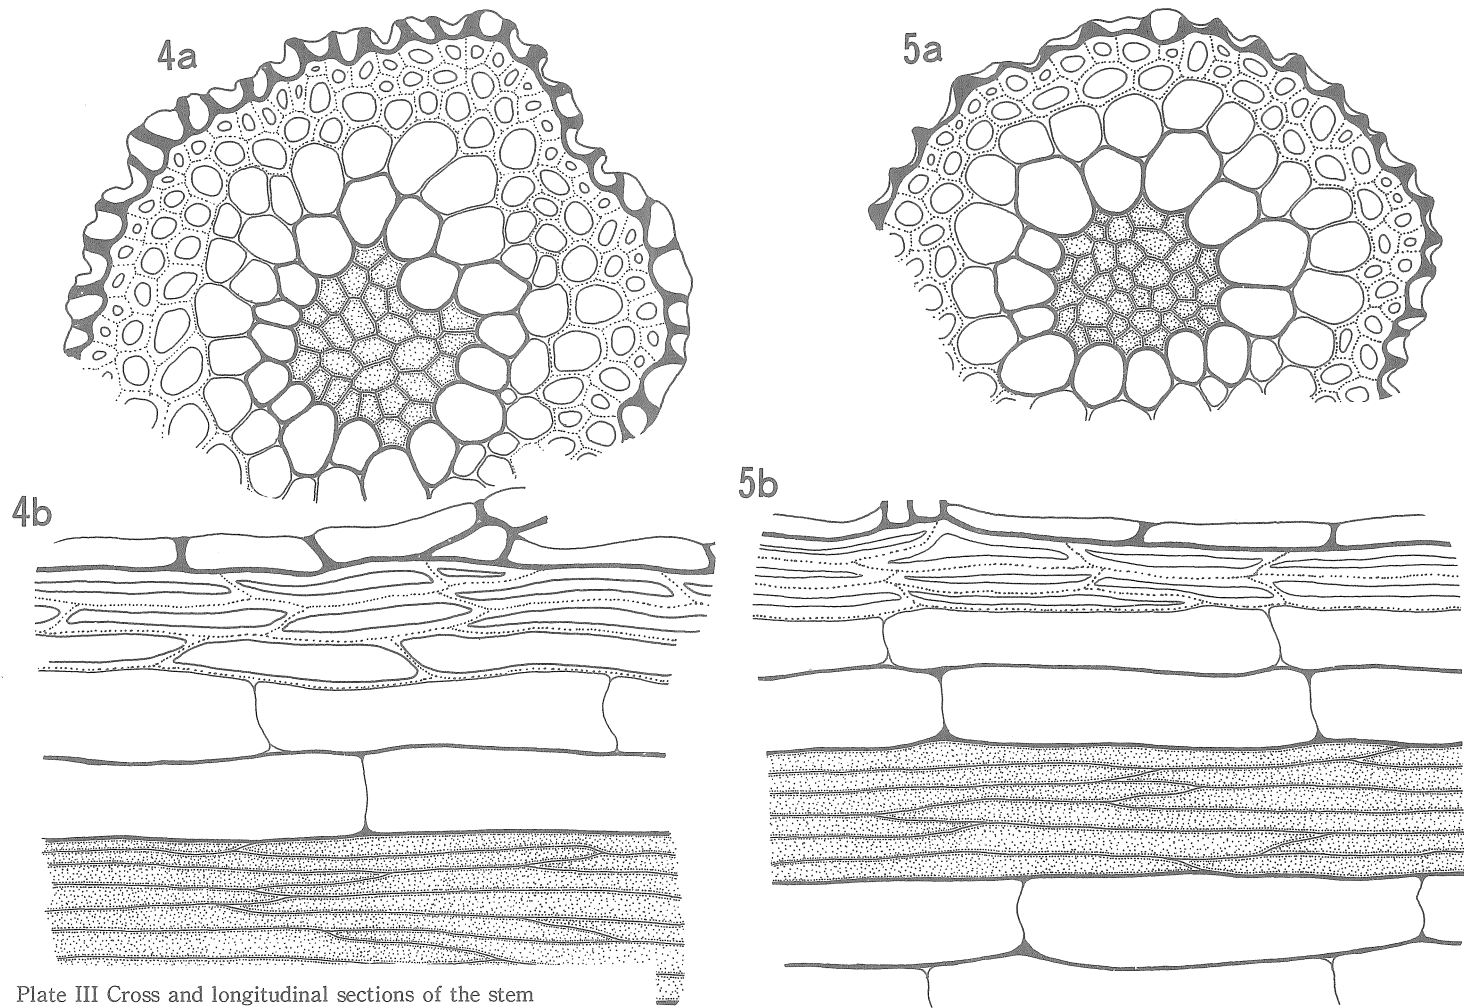 4a
5a
4b
5b
Plate III Cross and longitudinal sections of the stem